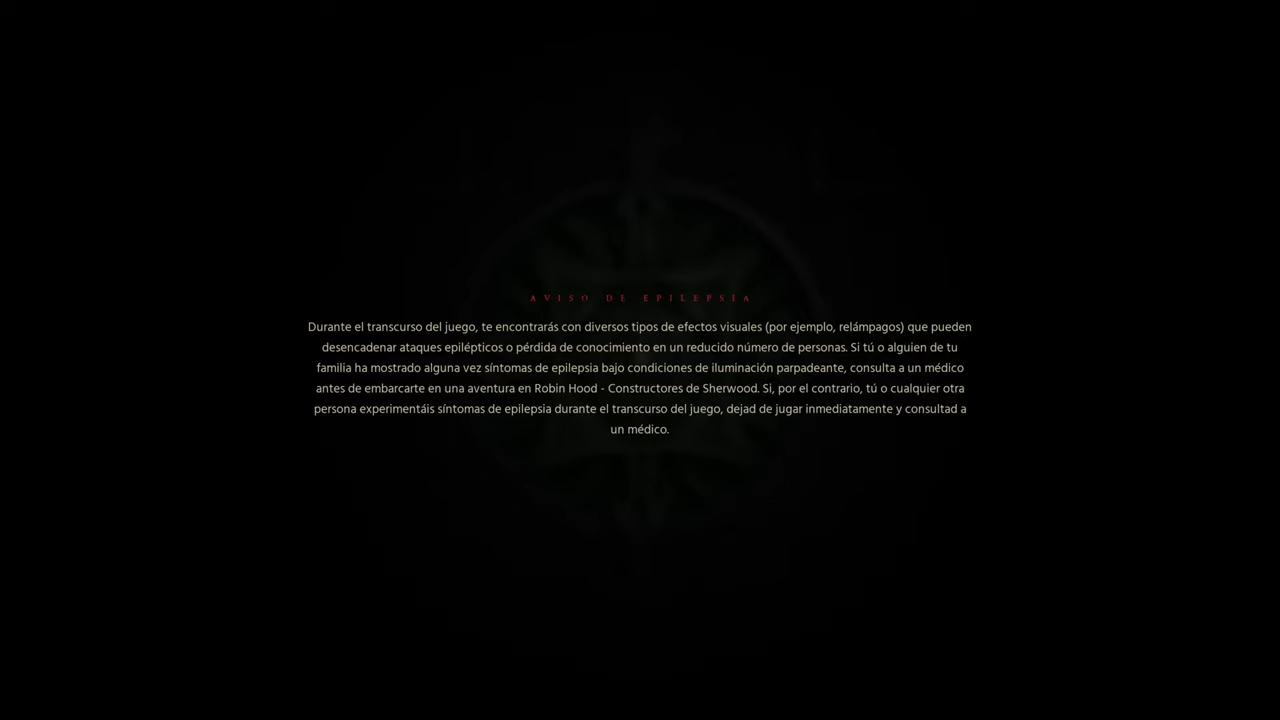 AVISO DE EPILEPSIA
Durante el transcurso del juego, te encontrarás con diversos tipos de efectos visuales (por ejemplo, relámpagos) que pueden
desencadenar ataques epilépticos o pérdida de conocimiento en un reducido número de personas. Si tú o alguien de tu
familia ha mostrado alguna vez síntomas de epilepsia bajo condiciones de iluminación parpadeante, consulta a un médico
antes de embarcarte en una aventura en Robin Hood - Constructores de Sherwood. Si, por el contrario, tú o cualquier otra
persona experimentáis síntomas de epilepsia durante el transcurso del juego, dejad de jugar inmediatamente y consultad a
un médico.